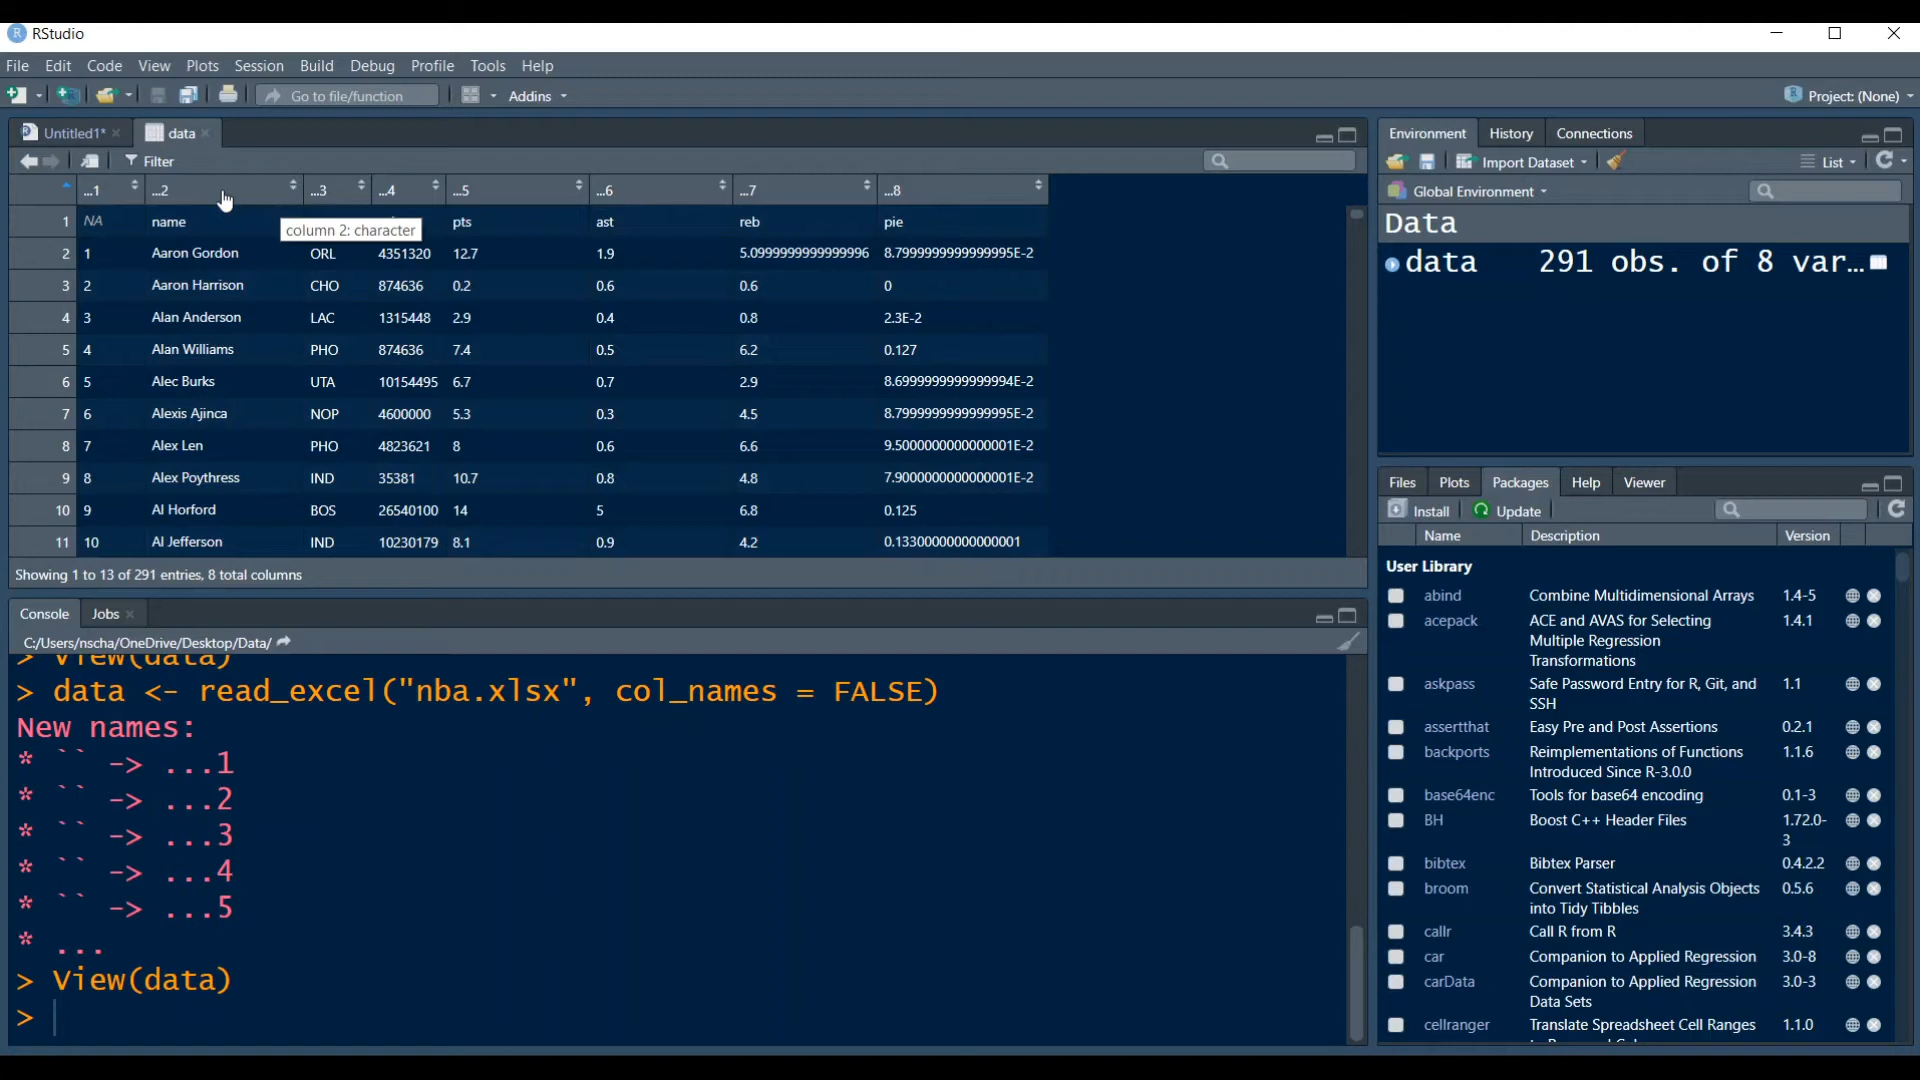 RStudio
File Edit Code View Plots Session Build Debug Profile Tools Help
Go to file/function Addins Project: (None)
Untitled1* data
Filter
...1 ...2 ...3 ...4 ...5 ...6 ...7 ...8
1 NA name pts ast reb pie
column 2: character
2 1 Aaron Gordon ORL 4351320 12.7 1.9 5.0999999999999996 8.7999999999999995E-2
3 2 Aaron Harrison CHO 874636 0.2 0.6 0.6 0
4 3 Alan Anderson LAC 1315448 2.9 0.4 0.8 2.3E-2
5 4 Alan Williams PHO 874636 7.4 0.5 6.2 0.127
6 5 Alec Burks UTA 10154495 6.7 0.7 2.9 8.6999999999999994E-2
7 6 Alexis Ajinca NOP 4600000 5.3 0.3 4.5 8.7999999999999995E-2
8 7 Alex Len PHO 4823621 8 0.6 6.6 9.5000000000000001E-2
9 8 Alex Poythress IND 35381 10.7 0.8 4.8 7.9000000000000001E-2
10 9 Al Horford BOS 26540100 14 5 6.8 0.125
11 10 Al Jefferson IND 10230179 8.1 0.9 4.2 0.13300000000000001
Showing 1 to 13 of 291 entries, 8 total columns
Console Jobs
C:/Users/nscha/OneDrive/Desktop/Data/
> View(data)
> data <- read_excel("nba.xlsx", col_names = FALSE)
New names:
* `` -> ...1
* `` -> ...2
* `` -> ...3
* `` -> ...4
* `` -> ...5
* ...
> View(data)
>
Environment History Connections
Import Dataset List
Global Environment
Data
data 291 obs. of 8 var...
Files Plots Packages Help Viewer
Install Update
Name Description Version
User Library
abind Combine Multidimensional Arrays 1.4-5
acepack ACE and AVAS for Selecting 1.4.1
Multiple Regression
Transformations
askpass Safe Password Entry for R, Git, and 1.1
SSH
assertthat Easy Pre and Post Assertions 0.2.1
backports Reimplementations of Functions 1.1.6
Introduced Since R-3.0.0
base64enc Tools for base64 encoding 0.1-3
BH Boost C++ Header Files 1.72.0-
3
bibtex Bibtex Parser 0.4.2.2
broom Convert Statistical Analysis Objects 0.5.6
into Tidy Tibbles
callr Call R from R 3.4.3
car Companion to Applied Regression 3.0-8
carData Companion to Applied Regression 3.0-3
Data Sets
cellranger Translate Spreadsheet Cell Ranges 1.1.0